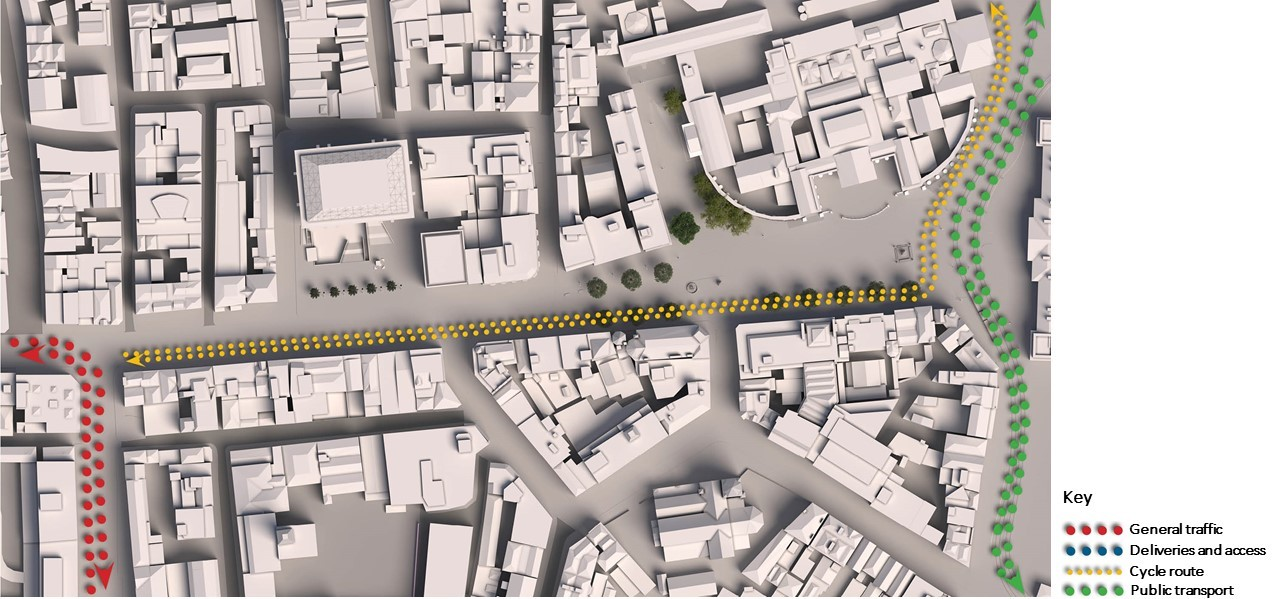 Key
General traffic
Deliveries and access
Cycle route
Public transport